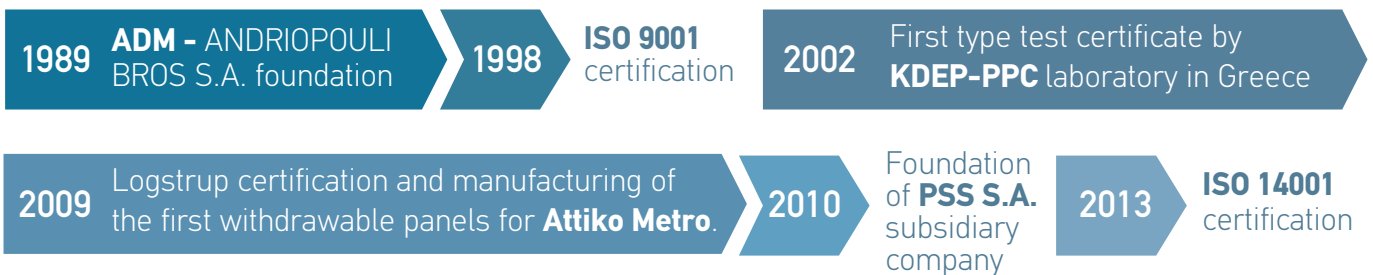 1989
ADM - ANDRIOPOULI
BROS S.A. foundation
1998
ISO 9001
certification
2002
First type test certificate by
KDEP-PPC laboratory in Greece
2009
Logstrup certification and manufacturing of
the first withdrawable panels for Attiko Metro.
2010
Foundation
of PSS S.A.
subsidiary
company
2013
ISO 14001
certification